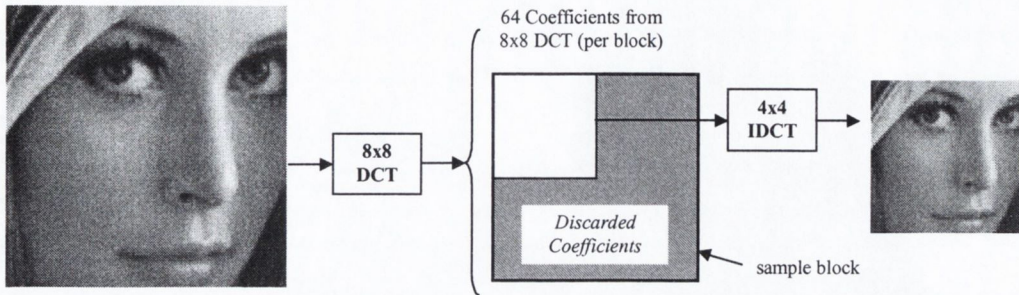 64 Coefficients from
8x8 DCT (per block)
8x8
DCT
4x4
IDCT
Discarded
Coefficients
sample block